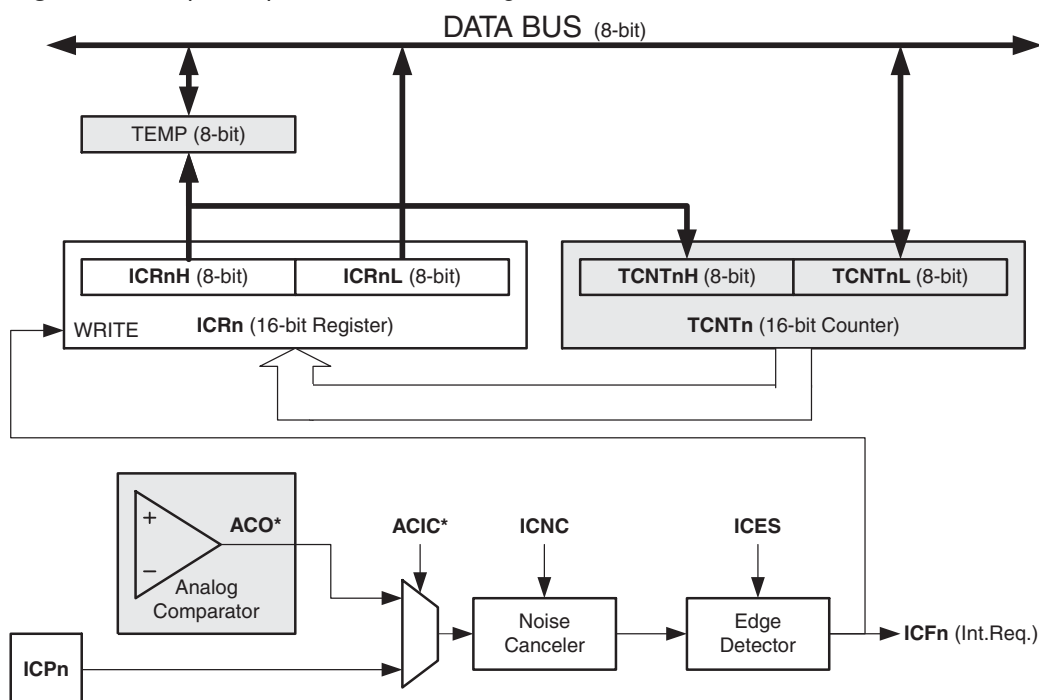 DATA BUS (8-bit)
TEMP (8-bit)
ICRnH (8-bit) ICRnL (8-bit) TCNTnH (8-bit) TCNTnL (8-bit)
WRITE ICRn (16-bit Register) TCNTn (16-bit Counter)
+ ACO* ACIC* ICNC ICES
−
Analog
Comparator
Noise
Canceler
Edge
Detector
ICFn (Int.Req.)
ICPn